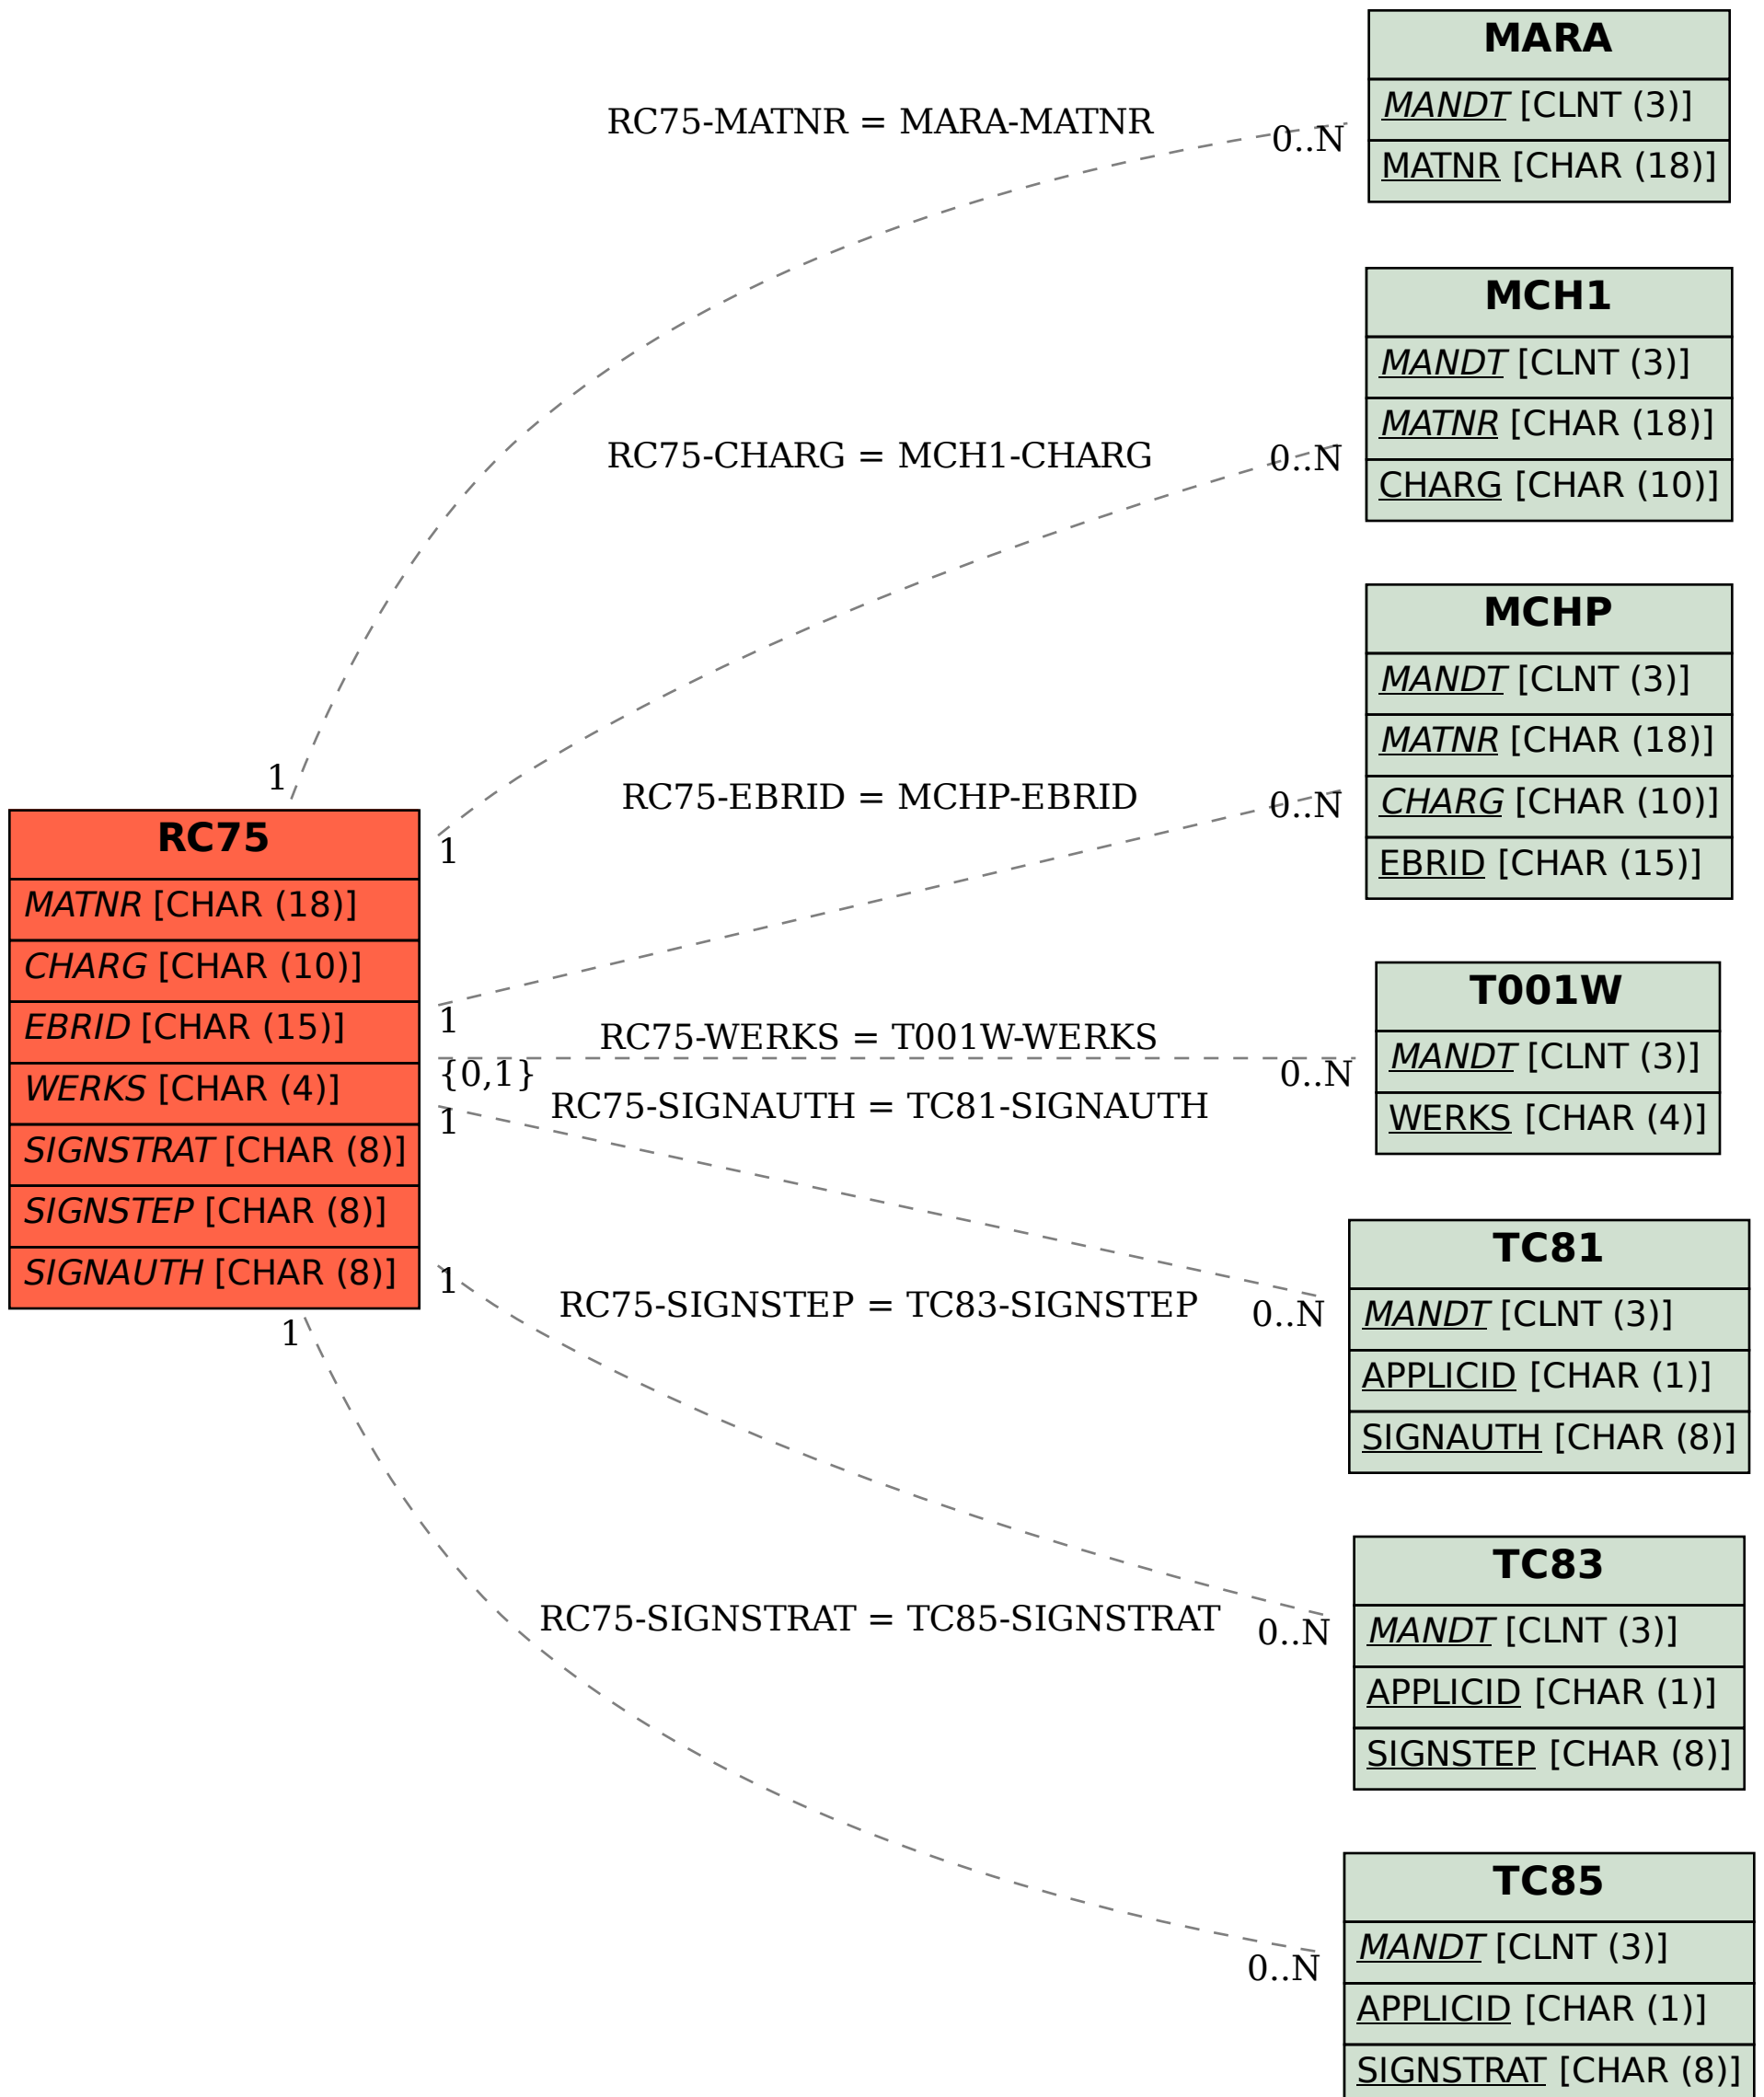 MARA
MANDT [CLNT (3)]
MATNR [CHAR (18)]
RC75-MATNR = MARA-MATNR
0..N
1
MCH1
MANDT [CLNT (3)]
MATNR [CHAR (18)]
CHARG [CHAR (10)]
RC75-CHARG = MCH1-CHARG
0..N
1
MCHP
MANDT [CLNT (3)]
MATNR [CHAR (18)]
CHARG [CHAR (10)]
EBRID [CHAR (15)]
RC75-EBRID = MCHP-EBRID
0..N
1
RC75
MATNR [CHAR (18)]
CHARG [CHAR (10)]
EBRID [CHAR (15)]
WERKS [CHAR (4)]
SIGNSTRAT [CHAR (8)]
SIGNSTEP [CHAR (8)]
SIGNAUTH [CHAR (8)]
RC75-WERKS = T001W-WERKS
{0,1}
0..N
T001W
MANDT [CLNT (3)]
WERKS [CHAR (4)]
RC75-SIGNAUTH = TC81-SIGNAUTH
1
0..N
TC81
MANDT [CLNT (3)]
APPLICID [CHAR (1)]
SIGNAUTH [CHAR (8)]
RC75-SIGNSTEP = TC83-SIGNSTEP
1
0..N
TC83
MANDT [CLNT (3)]
APPLICID [CHAR (1)]
SIGNSTEP [CHAR (8)]
RC75-SIGNSTRAT = TC85-SIGNSTRAT
1
0..N
TC85
MANDT [CLNT (3)]
APPLICID [CHAR (1)]
SIGNSTRAT [CHAR (8)]